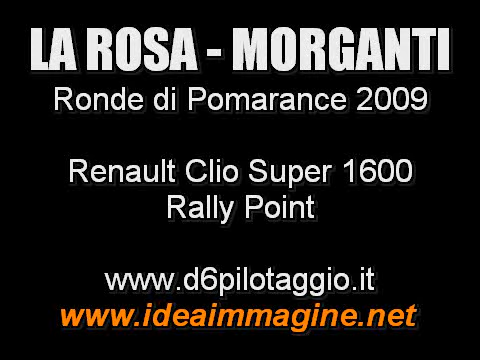 LA ROSA - MORGANTI
Ronde di Pomarance 2009
Renault Clio Super 1600
Rally Point
www.d6pilotaggio.it
www.ideaimmagine.net